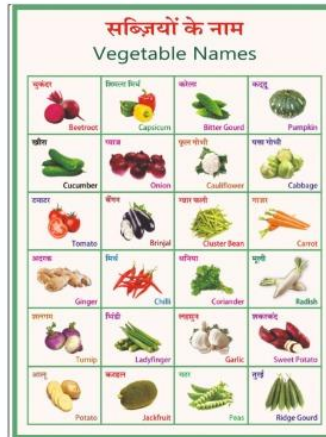 सब्ज़ियों के नाम
Vegetable Names
चुकंदर
Beetroot
शिमला मिर्च
Capsicum
करेला
Bitter Gourd
कद्दू
Pumpkin
खीरा
Cucumber
प्याज
Onion
फूल गोभी
Cauliflower
पत्ता गोभी
Cabbage
टमाटर
Tomato
बैंगन
Brinjal
ग्वार फली
Cluster Bean
गाजर
Carrot
अदरक
Ginger
मिर्च
Chilli
धनिया
Coriander
मूली
Radish
शलगम
Turnip
भिंडी
Ladyfinger
लहसुन
Garlic
शकरकंद
Sweet Potato
आलू
Potato
कटहल
Jackfruit
मटर
Peas
तुरई
Ridge Gourd